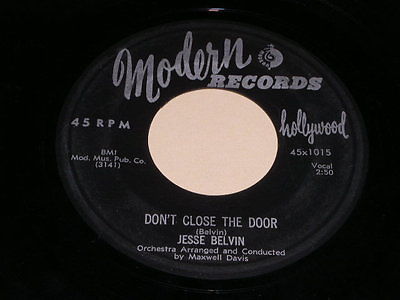 Modern
RECORDS
45 RPM
hollywood
BMI
Mod. Mus. Pub. Co.
(3141)
45x1015
Vocal
2:50
DON'T CLOSE THE DOOR
(Belvin)
JESSE BELVIN
Orchestra Arranged and Conducted
by Maxwell Davis